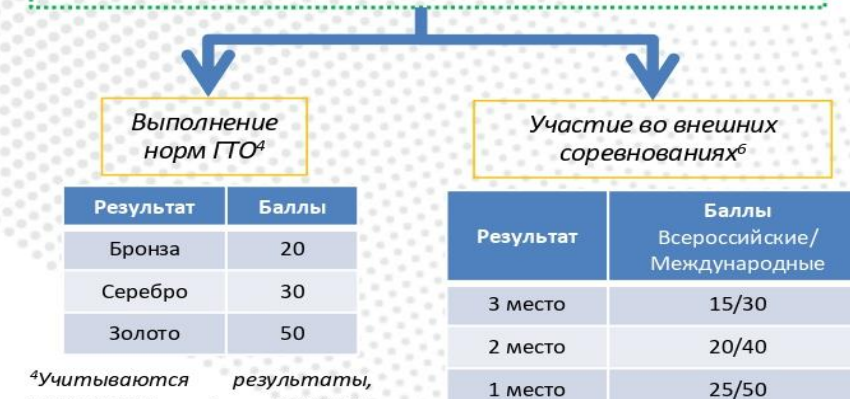 Выполнение
норм ГТО⁴
Результат Баллы
Бронза 20
Серебро 30
Золото 50
⁴Учитываются результаты,
Участие во внешних
соревнованиях⁶
Результат Баллы
Всероссийские/
Международные
3 место 15/30
2 место 20/40
1 место 25/50